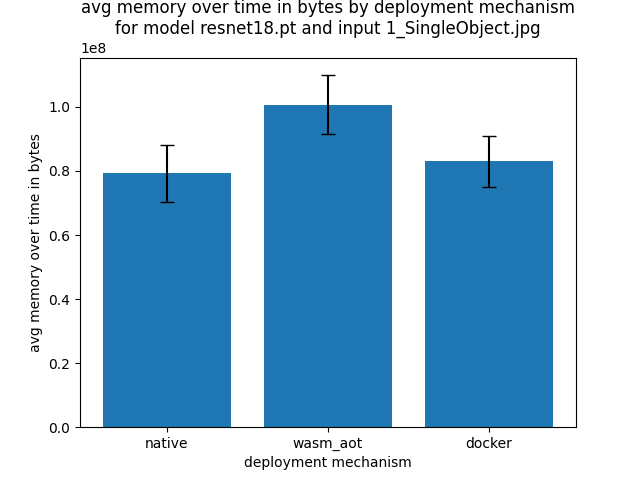 avg memory over time in bytes by deployment mechanism
for model resnet18.pt and input 1_SingleObject.jpg
1e8
1.0
0.8
0.6
0.4
0.2
0.0
avg memory over time in bytes
native wasm_aot docker
deployment mechanism